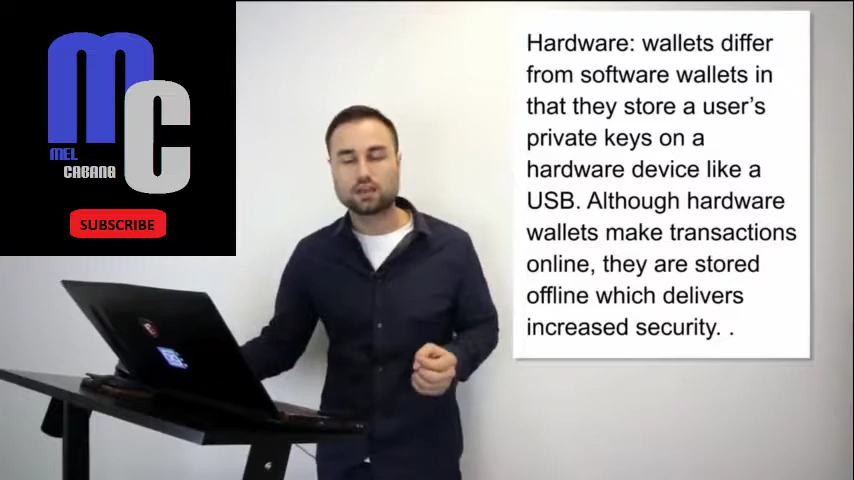 MC
MEL
CABANA
SUBSCRIBE
Hardware: wallets differ
from software wallets in
that they store a user's
private keys on a
hardware device like a
USB. Although hardware
wallets make transactions
online, they are stored
offline which delivers
increased security. .